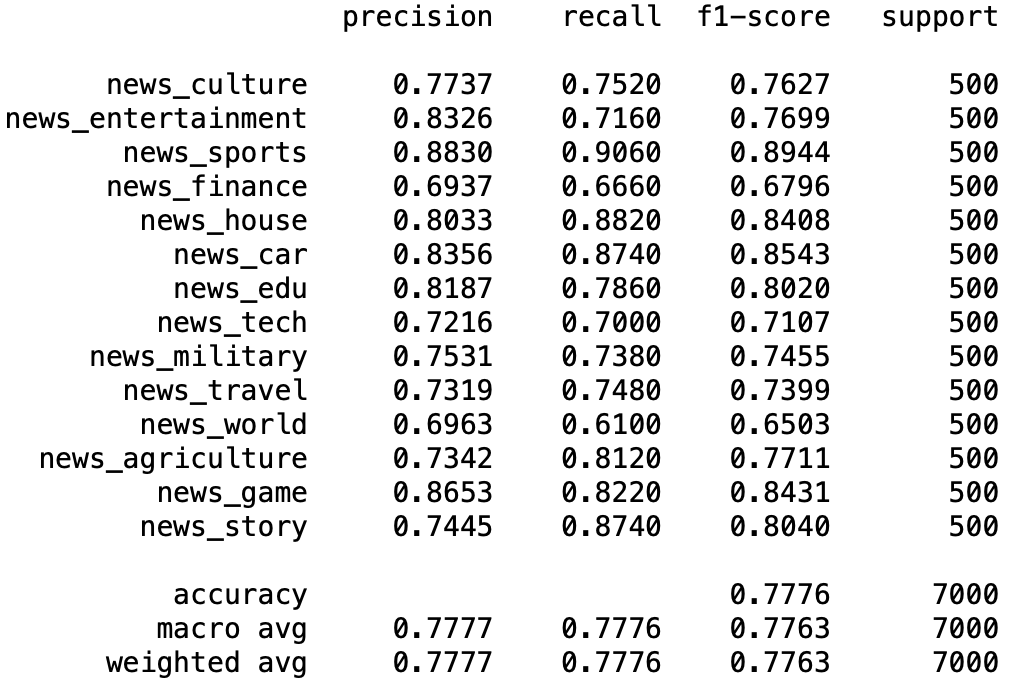 precision recall f1-score support
news_culture 0.7737 0.7520 0.7627 500
news_entertainment 0.8326 0.7160 0.7699 500
news_sports 0.8830 0.9060 0.8944 500
news_finance 0.6937 0.6660 0.6796 500
news_house 0.8033 0.8820 0.8408 500
news_car 0.8356 0.8740 0.8543 500
news_edu 0.8187 0.7860 0.8020 500
news_tech 0.7216 0.7000 0.7107 500
news_military 0.7531 0.7380 0.7455 500
news_travel 0.7319 0.7480 0.7399 500
news_world 0.6963 0.6100 0.6503 500
news_agriculture 0.7342 0.8120 0.7711 500
news_game 0.8653 0.8220 0.8431 500
news_story 0.7445 0.8740 0.8040 500
accuracy 0.7776 7000
macro avg 0.7777 0.7776 0.7763 7000
weighted avg 0.7777 0.7776 0.7763 7000